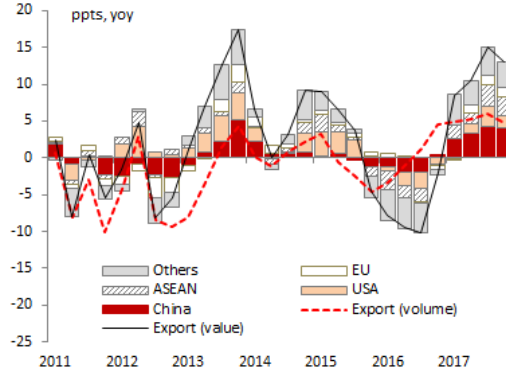 ppts, yoy
20
15
10
5
0
-5
-10
-15
-20
-25
Others
EU
ASEAN
USA
China
Export (volume)
Export (value)
2011 2012 2013 2014 2015 2016 2017